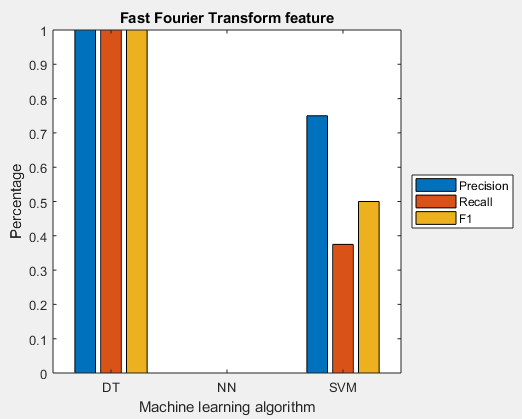 Fast Fourier Transform feature
Percentage
1
0.9
0.8
0.7
0.6
0.5
0.4
0.3
0.2
0.1
0
DT NN SVM
Machine learning algorithm
Precision
Recall
F1